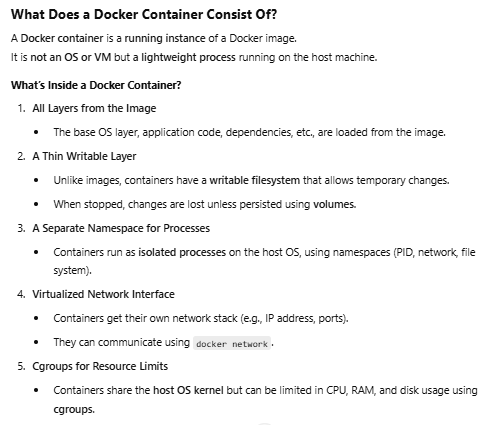 What Does a Docker Container Consist Of?
A Docker container is a running instance of a Docker image.
It is not an OS or VM but a lightweight process running on the host machine.
What's Inside a Docker Container?
1. All Layers from the Image
• The base OS layer, application code, dependencies, etc., are loaded from the image.
2. A Thin Writable Layer
• Unlike images, containers have a writable filesystem that allows temporary changes.
• When stopped, changes are lost unless persisted using volumes.
3. A Separate Namespace for Processes
• Containers run as isolated processes on the host OS, using namespaces (PID, network, file
system).
4. Virtualized Network Interface
• Containers get their own network stack (e.g., IP address, ports).
• They can communicate using docker network.
5. Cgroups for Resource Limits
• Containers share the host OS kernel but can be limited in CPU, RAM, and disk usage using
cgroups.